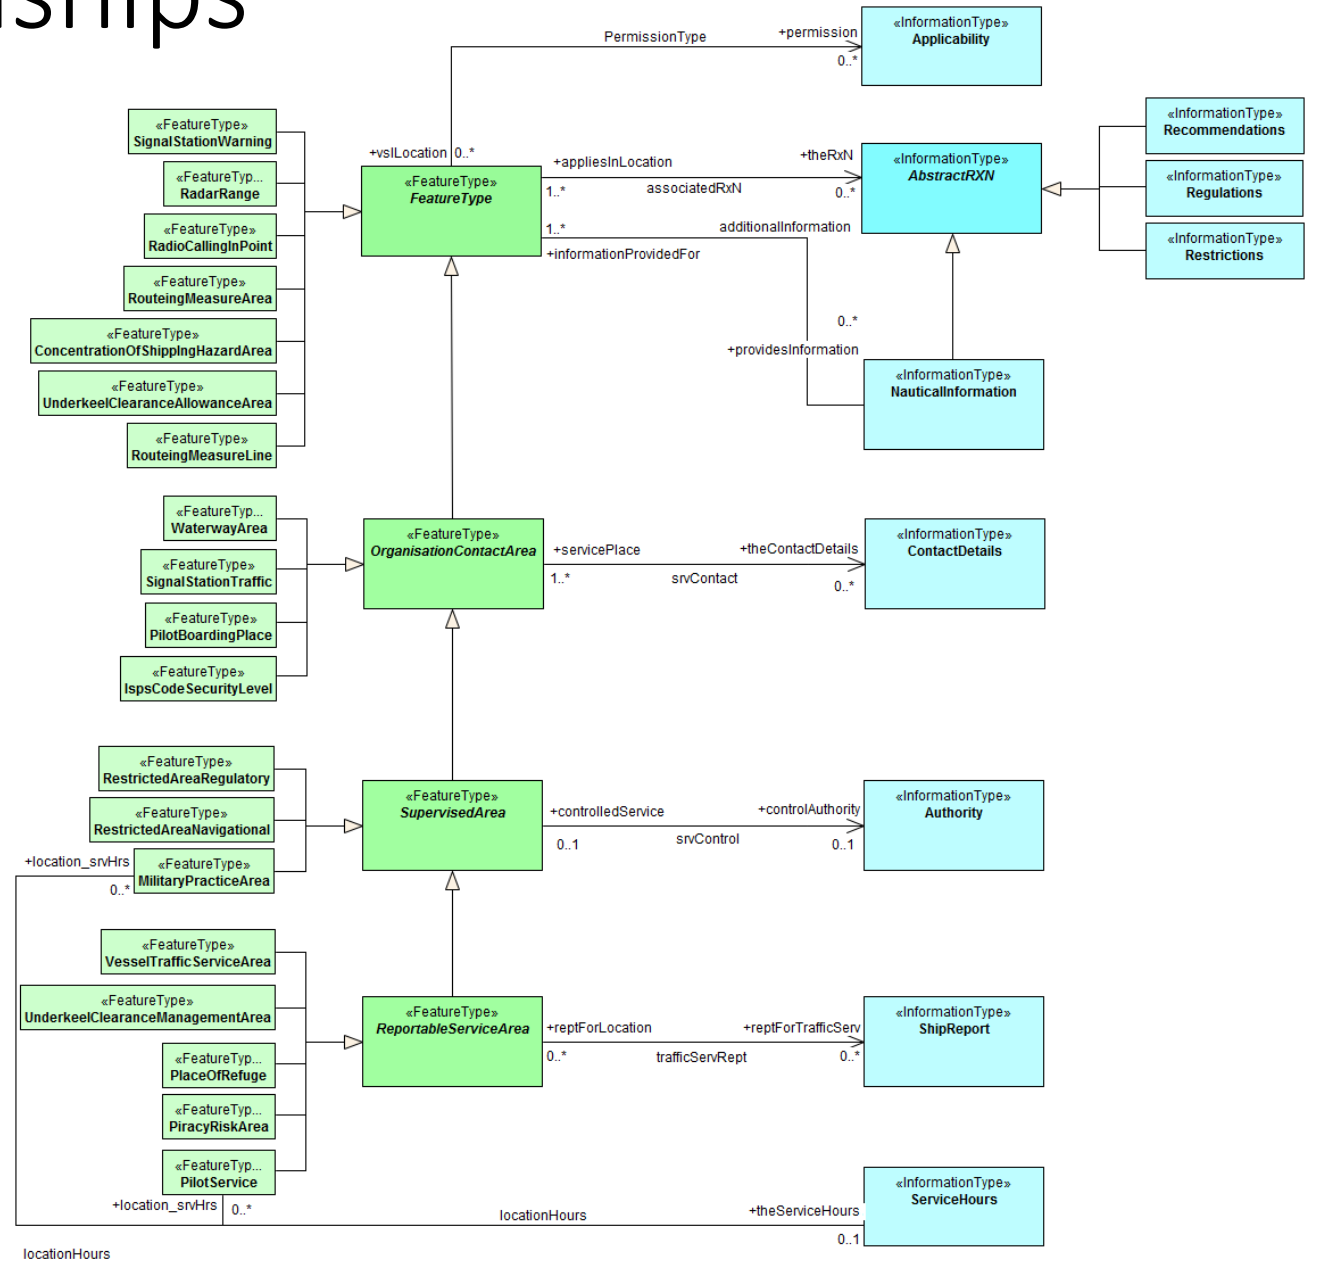 nships
«InformationType»
Applicability
PermissionType
+permission
0..*
«FeatureType»
SignalStationWarning
«FeatureTyp...
RadarRange
«FeatureType»
RadioCallingInPoint
«FeatureType»
RouteingMeasureArea
«FeatureType»
ConcentrationOfShippingHazardArea
«FeatureType»
UnderkeelClearanceAllowanceArea
«FeatureType»
RouteingMeasureLine
+vslLocation
0..*
«FeatureType»
FeatureType
+appliesInLocation
+theRxN
1..*
associatedRxN
0..*
«InformationType»
AbstractRXN
«InformationType»
Recommendations
«InformationType»
Regulations
«InformationType»
Restrictions
1..*
additionalInformation
+informationProvidedFor
0..*
+providesInformation
«InformationType»
NauticalInformation
«FeatureTyp...
WaterwayArea
«FeatureType»
SignalStationTraffic
«FeatureType»
PilotBoardingPlace
«FeatureType»
IspsCodeSecurityLevel
«FeatureType»
OrganisationContactArea
+servicePlace
+theContactDetails
1..*
srvContact
0..*
«InformationType»
ContactDetails
«FeatureType»
RestrictedAreaRegulatory
«FeatureType»
RestrictedAreaNavigational
+location_srvHrs
0..*
«FeatureType»
MilitaryPracticeArea
«FeatureType»
SupervisedArea
+controlledService
+controlAuthority
0..1
srvControl
0..1
«InformationType»
Authority
«FeatureType»
VesselTrafficServiceArea
«FeatureType»
UnderkeelClearanceManagementArea
«FeatureTyp...
PlaceOfRefuge
«FeatureTyp...
PiracyRiskArea
«FeatureTyp...
PilotService
«FeatureType»
ReportableServiceArea
+reptForLocation
+reptForTrafficServ
0..*
trafficServRept
0..*
«InformationType»
ShipReport
+location_srvHrs
0..*
locationHours
+theServiceHours
0..1
«InformationType»
ServiceHours
locationHours